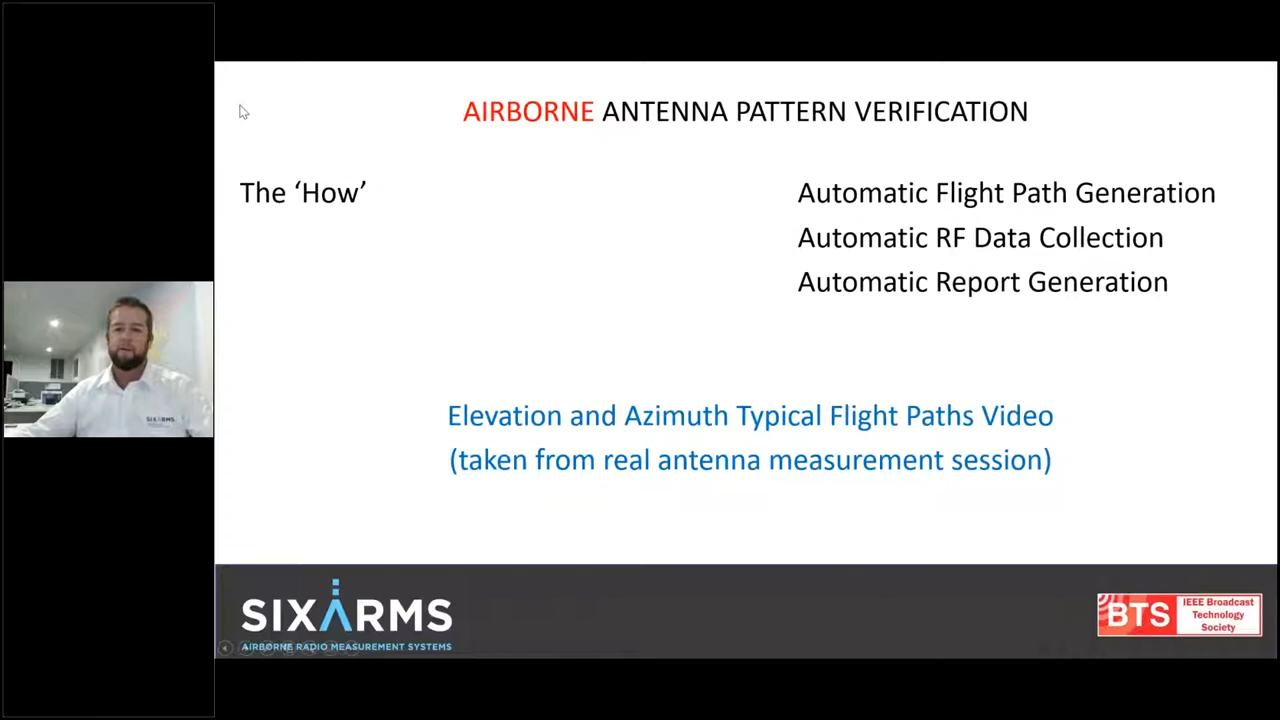 AIRBORNE ANTENNA PATTERN VERIFICATION
The ‘How’
Automatic Flight Path Generation
Automatic RF Data Collection
Automatic Report Generation
Elevation and Azimuth Typical Flight Paths Video
(taken from real antenna measurement session)
SIXARMS
SIXARMS
AIRBORNE RADIO MEASUREMENT SYSTEMS
BTS
IEEE Broadcast
Technology
Society